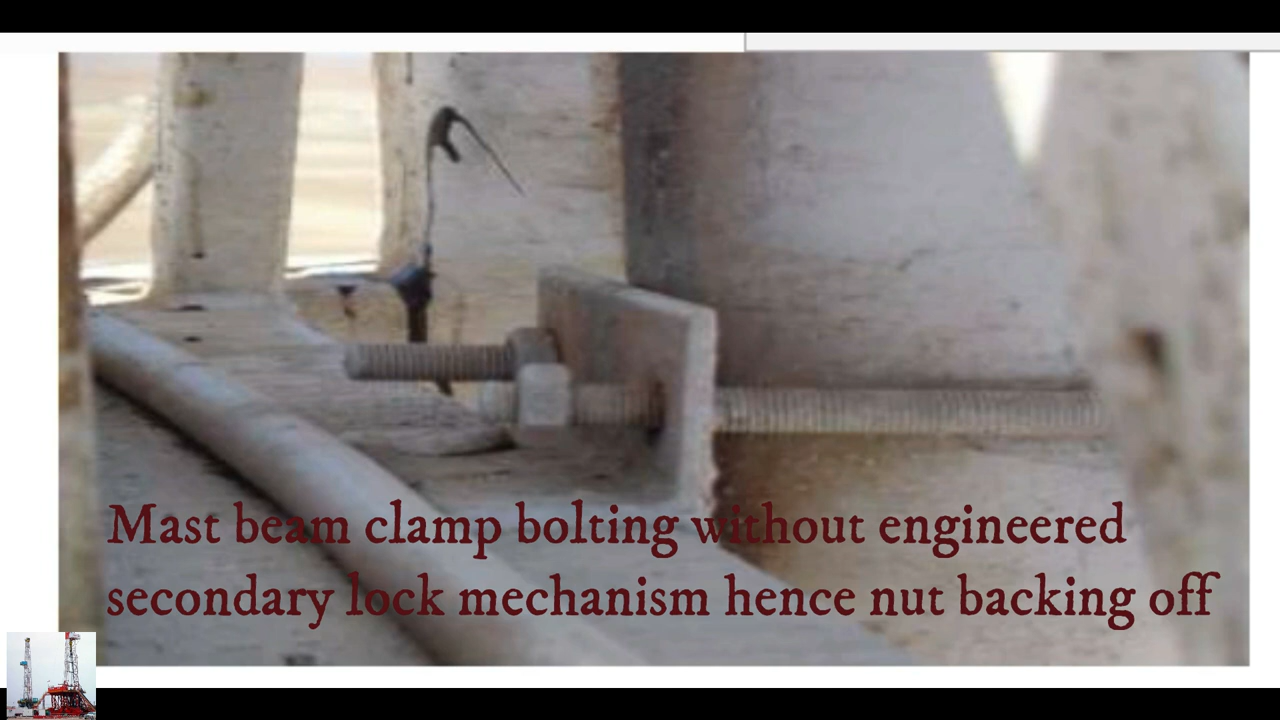 Mast beam clamp bolting without engineered
secondary lock mechanism hence nut backing off